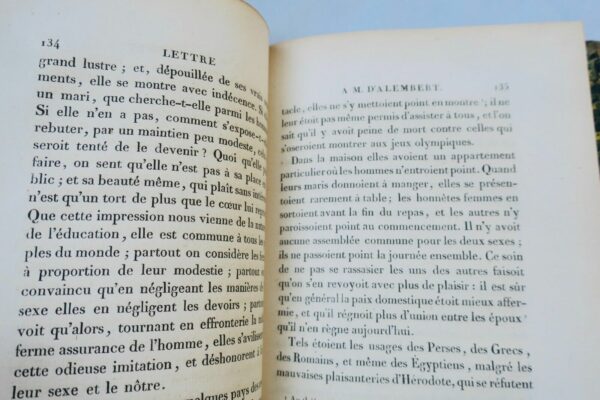 134
LETTRE
grand lustre ; et, dépouillée de ses vrais
ments, elle se montre avec indécence. Si
un mari, que cherche-t-elle parmi les
Si elle n'en a pas, comment s'expose-t-
rebuter, par un maintien peu modeste,
seroit tenté de le devenir? Quoi qu'elle
faire, on sent qu'elle n'est pas à sa place
blic ; et sa beauté même, qui plaît sans
n'est qu'un tort de plus que le cœur lui
Que cette impression nous vienne de la
de l'éducation, elle est commune à tous les
ples du monde ; partout on considère les
à proportion de leur modestie ; partout
convaincu qu'en négligeant les manières de
sexe elles en négligent les devoirs ; partout
voit qu'alors, tournant en effronterie la
ferme assurance de l'homme, elles s'avilissent
cette odieuse imitation, et déshonorent à
leur sexe et le nôtre.
quelques pays des
A M. D'ALEMBERT.
135
tacle, elles ne s'y mettoient point en montre ; il ne
leur étoit pas même permis d'assister à tous, et l'on
sait qu'il y avoit peine de mort contre celles qui
s'oseroient montrer aux jeux olympiques.
Dans la maison elles avoient un appartement
particulier où les hommes n'entroient point. Quand
leurs maris donnoient à manger, elles se présen-
toient rarement à table ; les honnêtes femmes en
sortoient avant la fin du repas, et les autres n'y
paroissoient point au commencement. Il n'y avoit
aucune assemblée commune pour les deux sexes ;
ils ne passoient point la journée ensemble. Ce soin
de ne pas se rassasier les uns des autres faisoit
qu'on s'en revoyoit avec plus de plaisir : il est sûr
qu'en général la paix domestique étoit mieux affer-
mie, et qu'il régnoit plus d'union entre les époux
qu'il n'en règne aujourd'hui.
Tels étoient les usages des Perses, des Grecs,
des Romains, et même des Égyptiens, malgré les
mauvaises plaisanteries d'Hérodote, qui se réfutent